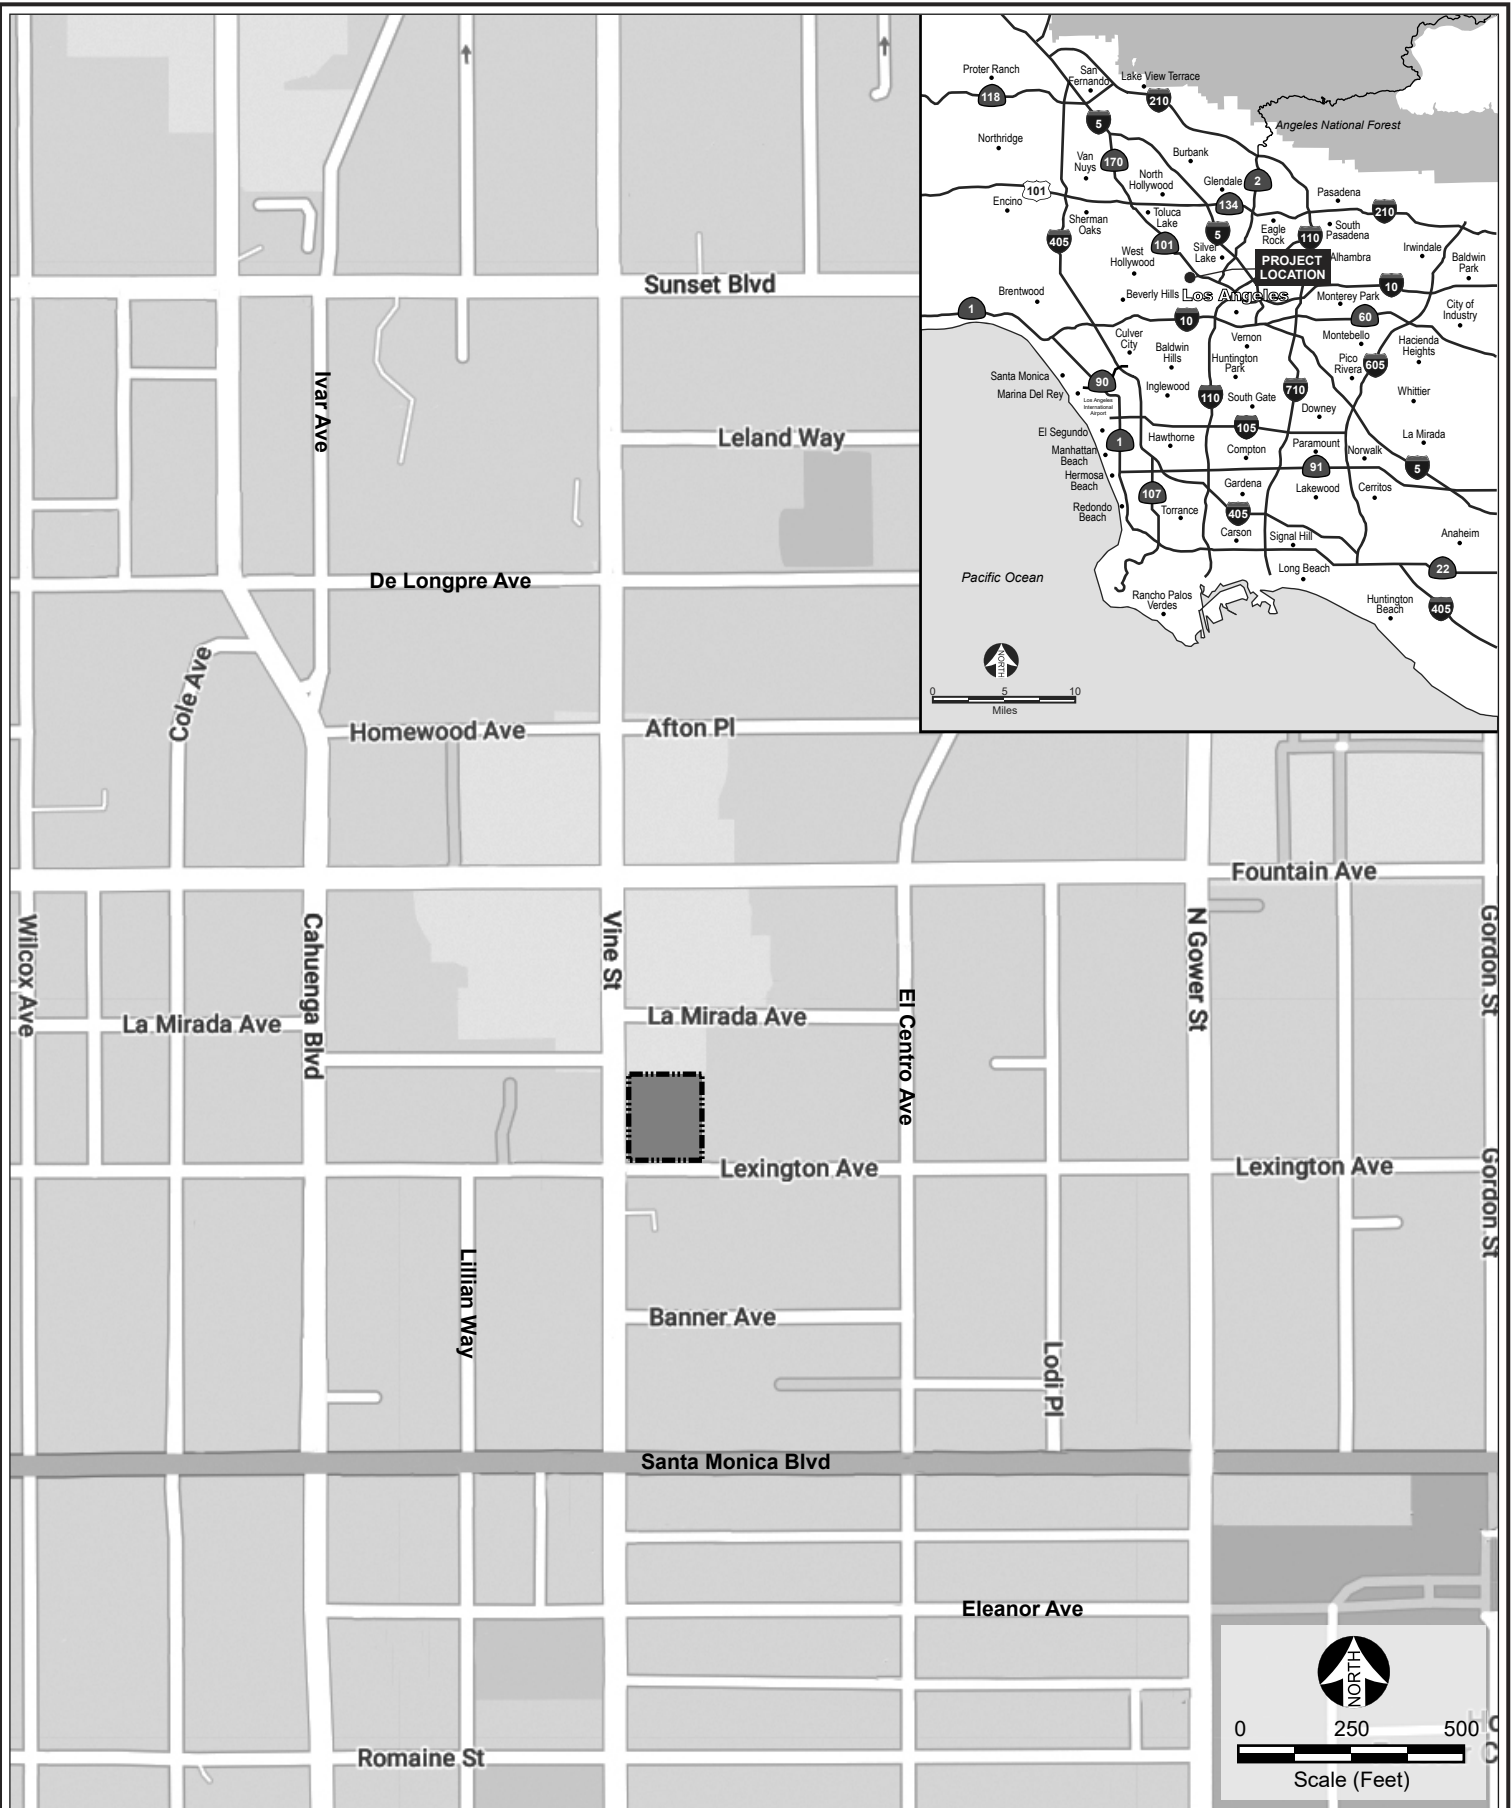 Proter Ranch
San
Fernando
Lake View Terrace
118
210
5
Angeles National Forest
Northridge
Van
Nuys
170
Burbank
North
Hollywood
Glendale
2
Pasadena
101
Encino
134
210
Sherman
Oaks
Toluca
Lake
Eagle
Rock
South
Pasadena
405
101
5
110
West
Hollywood
Silver
Lake
Irwindale
Baldwin
Park
PROJECT
LOCATION
Alhambra
Brentwood
Beverly Hills
Los Angeles
Monterey Park
10
City of
Industry
1
10
60
Culver
City
Baldwin
Hills
Vernon
Montebello
Hacienda
Heights
Huntington
Park
Pico
Rivera
605
Santa Monica
90
Marina Del Rey
Los Angeles
International
Airport
Inglewood
110
South Gate
710
Whittier
Downey
El Segundo
1
Hawthorne
105
La Mirada
Manhattan
Beach
Compton
Paramount
Norwalk
5
Hermosa
Beach
91
107
Gardena
Lakewood
Cerritos
Redondo
Beach
Torrance
405
Carson
Signal Hill
Anaheim
Long Beach
22
Pacific Ocean
Rancho Palos
Verdes
Huntington
Beach
405
NORTH
0 5 10
Miles
Sunset Blvd
Ivar Ave
Leland Way
De Longpre Ave
Cole Ave
Homewood Ave
Afton Pl
Fountain Ave
Wilcox Ave
Cahuenga Blvd
Vine St
N Gower St
Gordon St
La Mirada Ave
La Mirada Ave
El Centro Ave
Lexington Ave
Lexington Ave
Gordon St
Lillian Way
Banner Ave
Lodi Pl
Santa Monica Blvd
Eleanor Ave
Romaine St
NORTH
0 250 500
Scale (Feet)